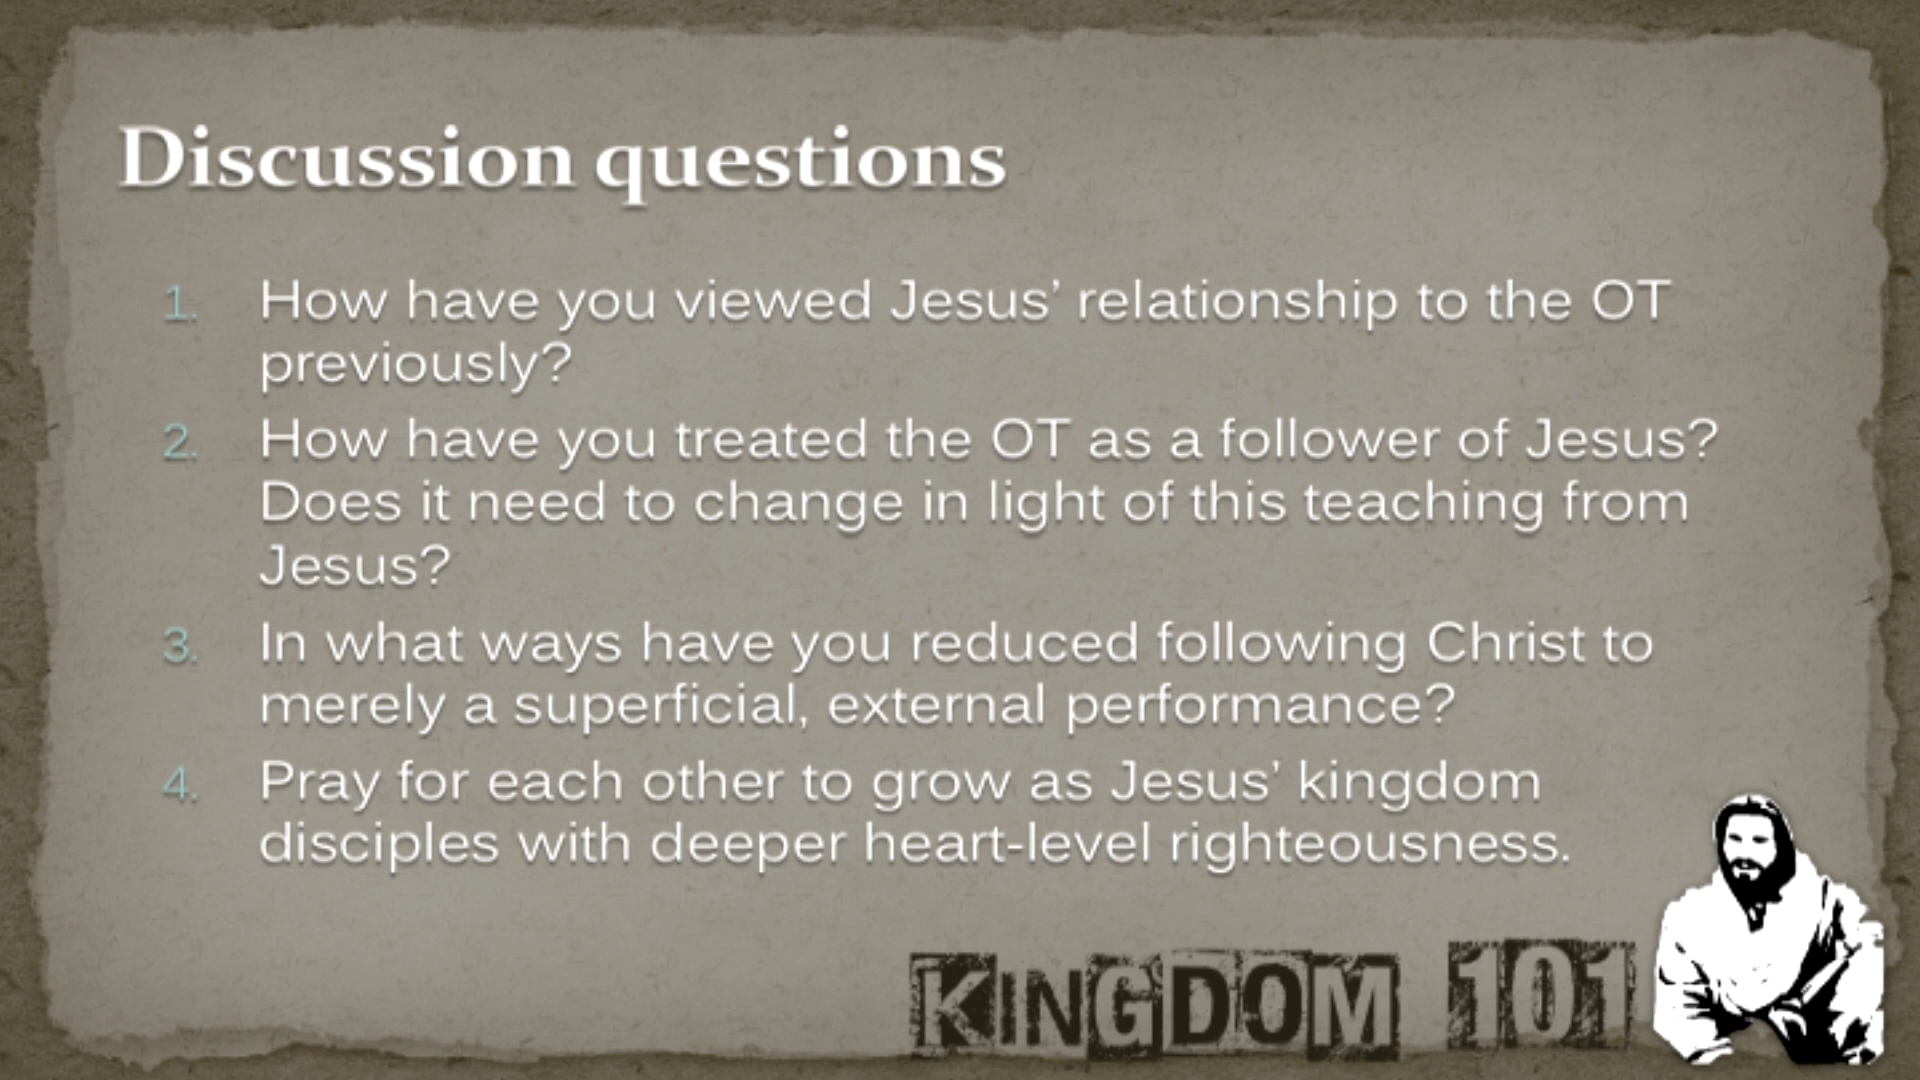 Discussion questions
1. How have you viewed Jesus’ relationship to the OT
previously?
2. How have you treated the OT as a follower of Jesus?
Does it need to change in light of this teaching from
Jesus?
3. In what ways have you reduced following Christ to
merely a superficial, external performance?
4. Pray for each other to grow as Jesus’ kingdom
disciples with deeper heart-level righteousness.
KINGDOM 101